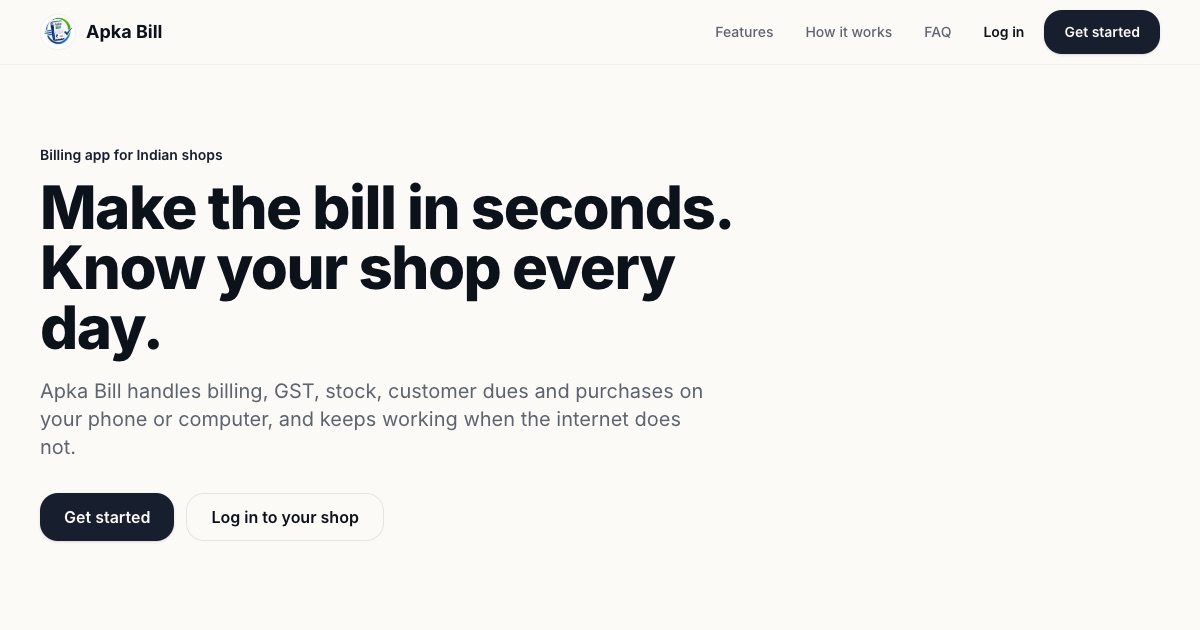 Apka Bill
Features
How it works
FAQ
Log in
Get started
Billing app for Indian shops
Make the bill in seconds.
Know your shop every
day.
Apka Bill handles billing, GST, stock, customer dues and purchases on
your phone or computer, and keeps working when the internet does
not.
Get started
Log in to your shop